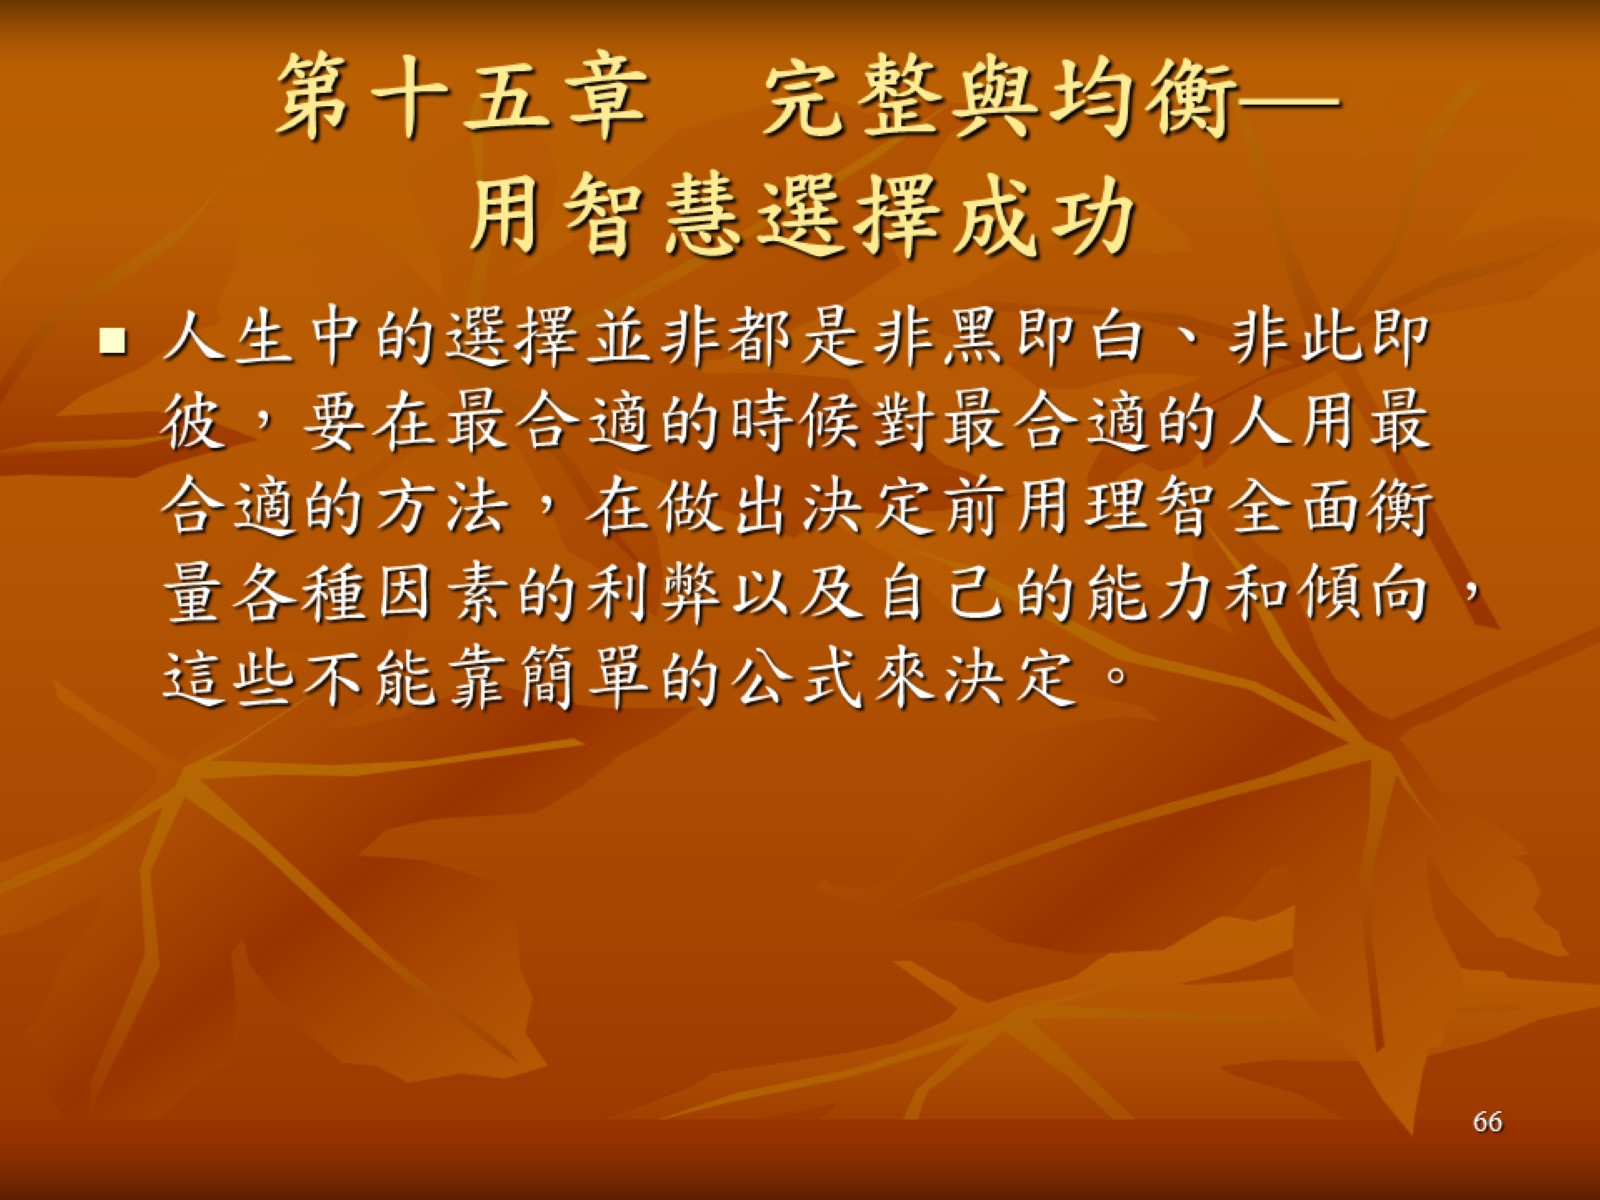 第十五章　完整與均衡—
用智慧選擇成功
人生中的選擇並非都是非黑即白、非此即
彼，要在最合適的時候對最合適的人用最
合適的方法，在做出決定前用理智全面衡
量各種因素的利弊以及自己的能力和傾向，
這些不能靠簡單的公式來決定。
66